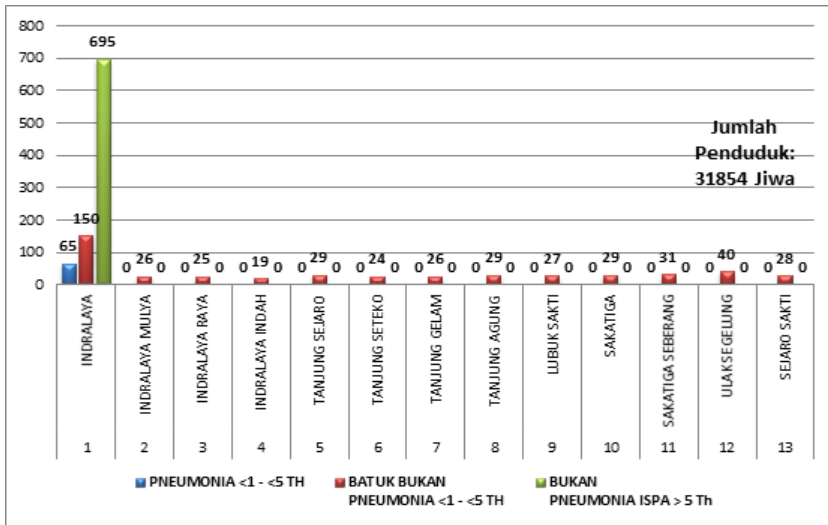 800
700
600
500
400
300
200
100
0
695
150
65
0 26 0
0 25 0
0 19 0
0 29 0
0 24 0
0 26 0
0 29 0
0 27 0
0 29 0
0 31 0
0 40 0
0 28 0
Jumlah
Penduduk:
31854 Jiwa
INDRALAYA
INDRALAYA MULYA
INDRALAYA RAYA
INDRALAYA INDAH
TANJUNG SEJARO
TANJUNG SETEKO
TANJUNG GELAM
TANJUNG AGUNG
LUBUK SAKTI
SAKATIGA
SAKATIGA SEBERANG
ULAK SEGELUNG
SEJARO SAKTI
1 2 3 4 5 6 7 8 9 10 11 12 13
PNEUMONIA <1 - <5 TH
BATUK BUKAN
PNEUMONIA <1 - <5 TH
BUKAN
PNEUMONIA ISPA > 5 Th